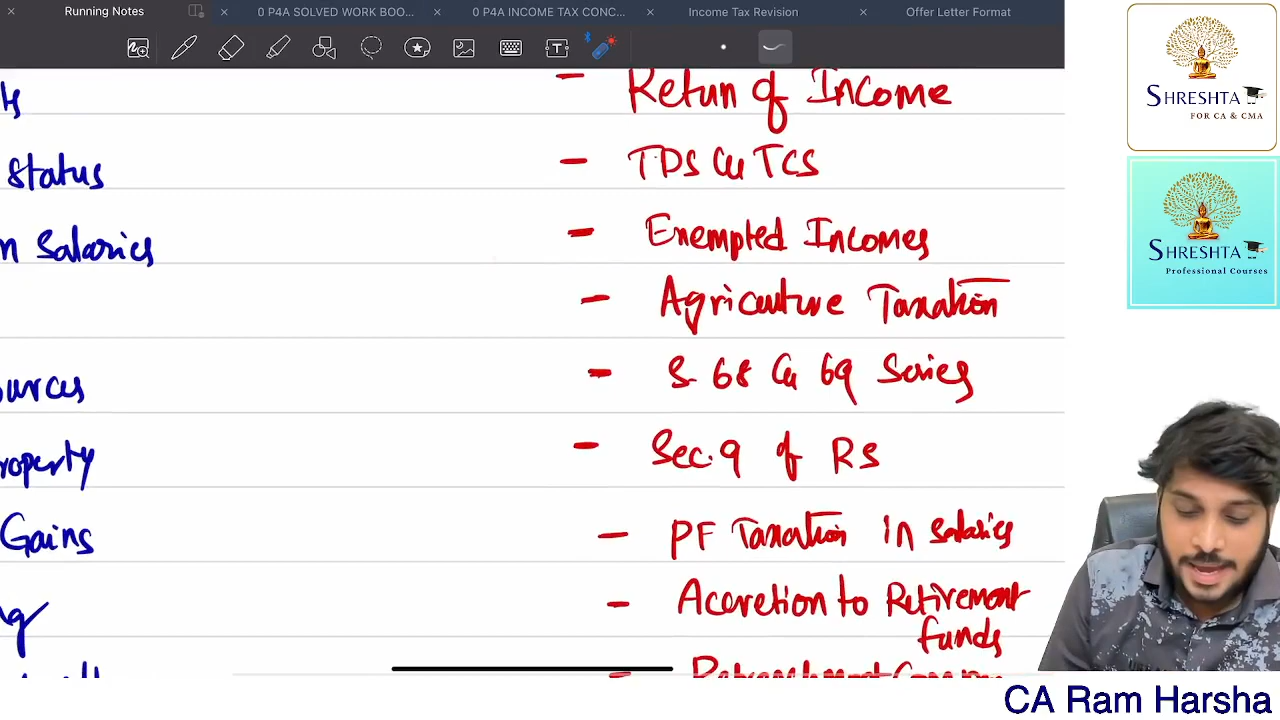 Running Notes
0 P4A SOLVED WORK BOO...
0 P4A INCOME TAX CONC...
Income Tax Revision
Offer Letter Format
SHRESHTA
FOR CA & CMA
SHRESHTA
Professional Courses
- Retun of Income
- TDS & TCS
Status
- Exempted Incomes
Salaries
- Agriculture Taxation
- S. 68 & 69 Series
- Sec. 9 of RS
- PF Taxation in salaries
Gains
- Accretion to Retirement
funds
CA Ram Harsha